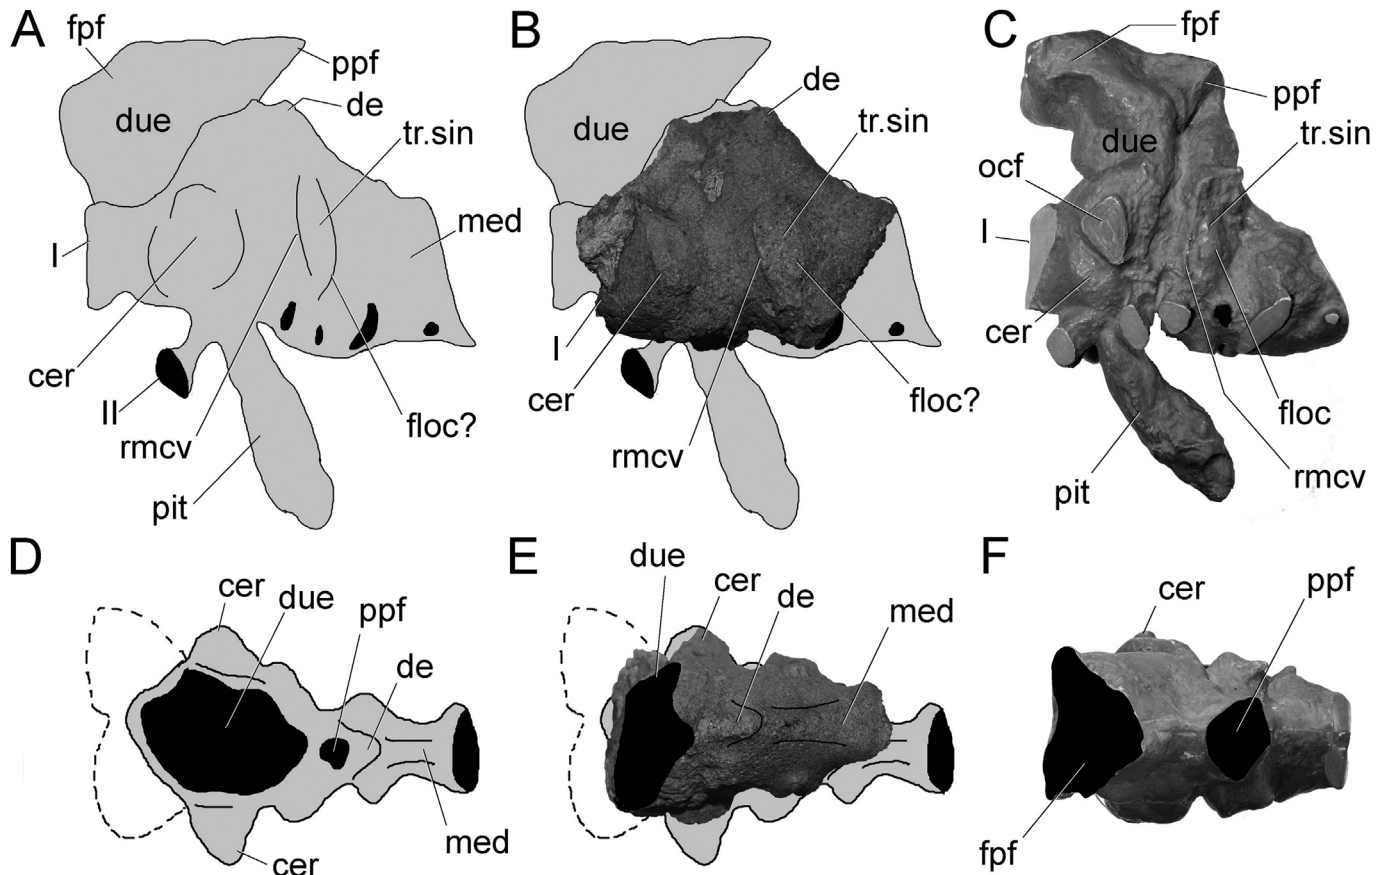 A
fpf
ppf
due
de
tr.sin
med
I
cer
II
rmcv
floc?
pit
B
due
de
tr.sin
I
cer
rmcv
floc?
C
fpf
ppf
due
tr.sin
ocf
I
cer
floc
rmcv
pit
D
cer
due
ppf
de
med
cer
E
due
cer
de
med
F
cer
ppf
fpf